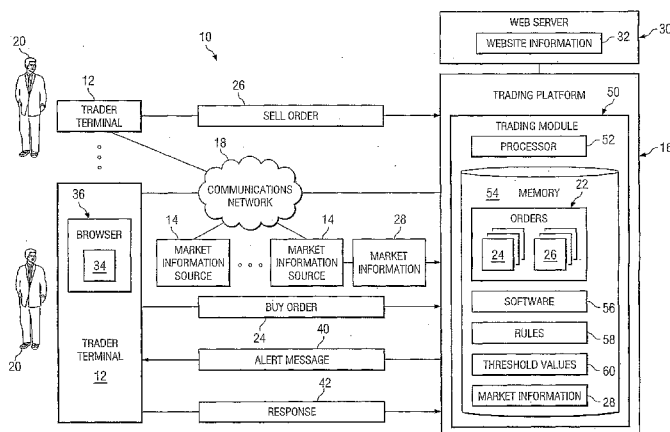 20
10
WEB SERVER
WEBSITE INFORMATION
32
30
12
26
TRADER
TERMINAL
SELL ORDER
TRADING PLATFORM
50
TRADING MODULE
PROCESSOR
52
16
18
COMMUNICATIONS
NETWORK
54
MEMORY
22
ORDERS
24
26
36
BROWSER
34
14
14
28
MARKET
INFORMATION
SOURCE
MARKET
INFORMATION
SOURCE
MARKET
INFORMATION
BUY ORDER
24
SOFTWARE
56
TRADER
TERMINAL
12
20
40
ALERT MESSAGE
RULES
58
THRESHOLD VALUES
60
42
RESPONSE
MARKET INFORMATION
28